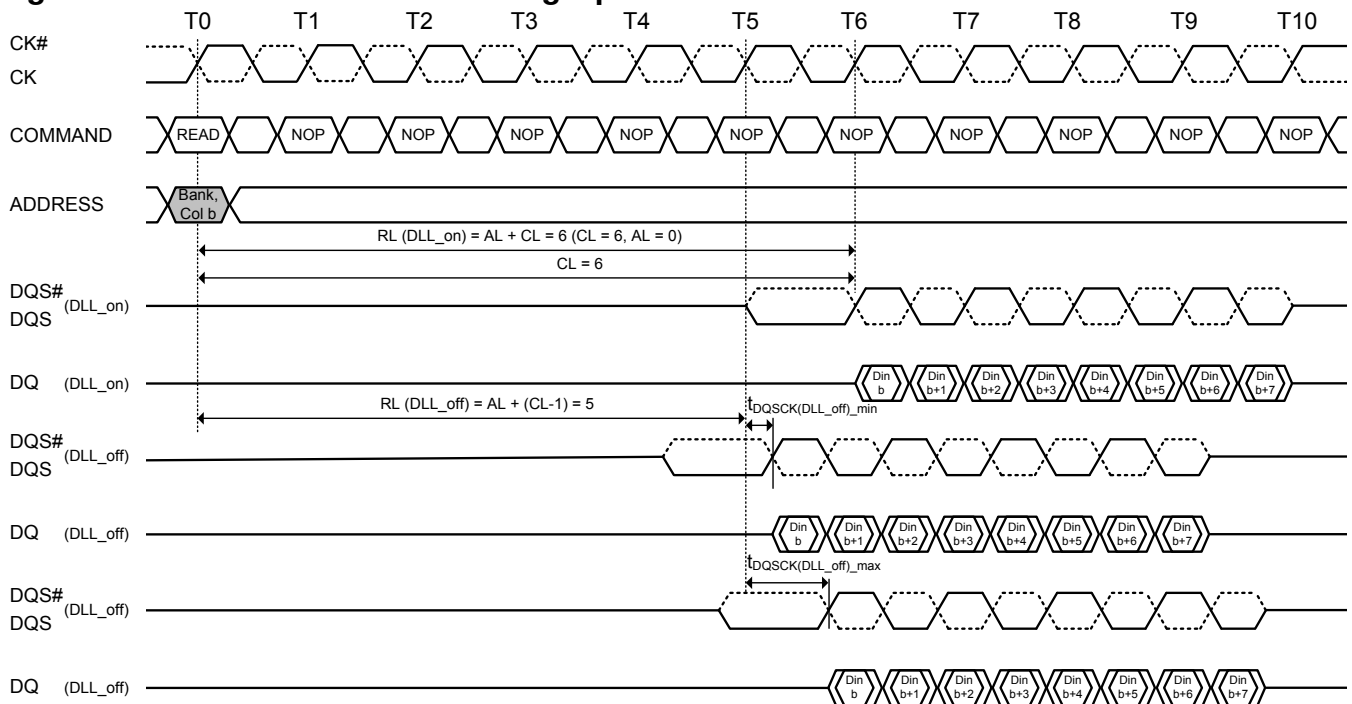 T0 T1 T2 T3 T4 T5 T6 T7 T8 T9 T10
CK#
CK
COMMAND READ NOP NOP NOP NOP NOP NOP NOP NOP NOP NOP
ADDRESS Bank,
Col b
RL (DLL_on) = AL + CL = 6 (CL = 6, AL = 0)
CL = 6
DQS# (DLL_on)
DQS
DQ (DLL_on) Din b Din b+1 Din b+2 Din b+3 Din b+4 Din b+5 Din b+6 Din b+7
RL (DLL_off) = AL + (CL-1) = 5 tDQSCK(DLL_off)_min
DQS# (DLL_off)
DQS
DQ (DLL_off) Din b Din b+1 Din b+2 Din b+3 Din b+4 Din b+5 Din b+6 Din b+7
tDQSCK(DLL_off)_max
DQS# (DLL_off)
DQS
DQ (DLL_off) Din b Din b+1 Din b+2 Din b+3 Din b+4 Din b+5 Din b+6 Din b+7